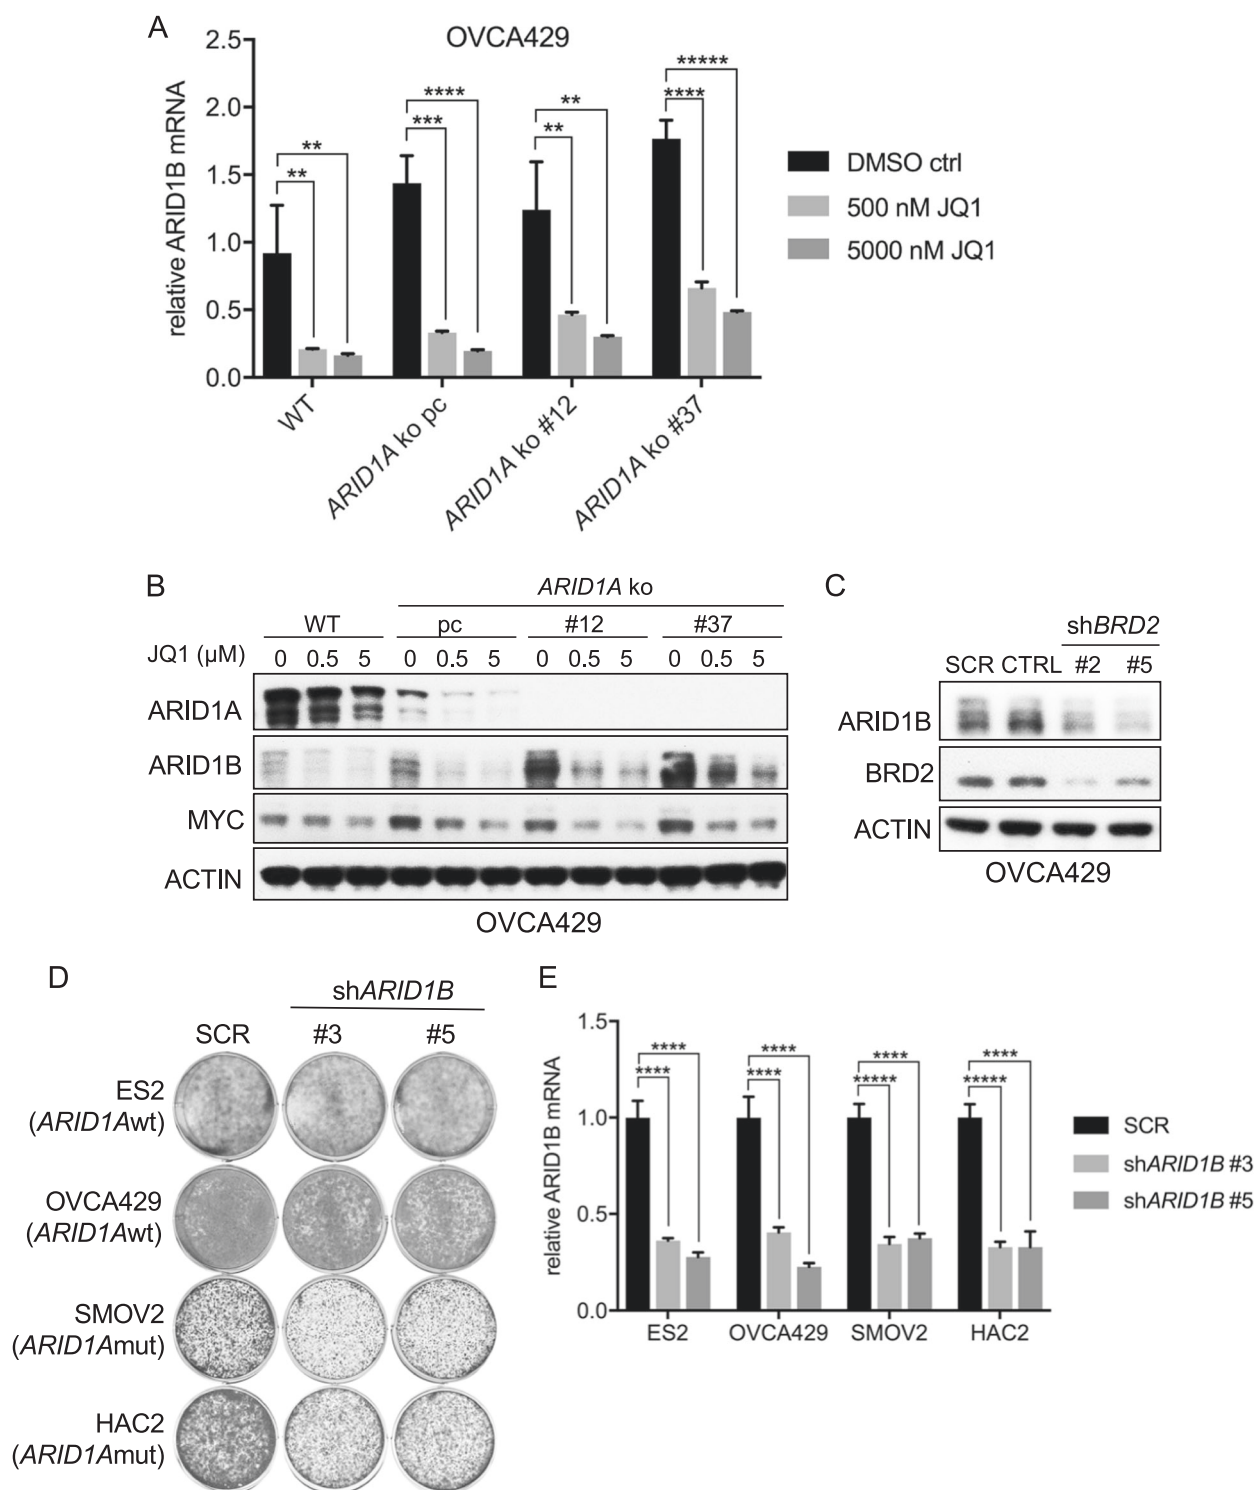 A
OVCA429
relative ARID1B mRNA
2.5
2.0
1.5
1.0
0.5
0.0
** **
*** ****
** **
**** *****
DMSO ctrl
500 nM JQ1
5000 nM JQ1
WT
ARID1A ko pc
ARID1A ko #12
ARID1A ko #37
B
ARID1A ko
WT pc #12 #37
JQ1 (µM) 0 0.5 5 0 0.5 5 0 0.5 5 0 0.5 5
ARID1A
ARID1B
MYC
ACTIN
OVCA429
C
shBRD2
SCR CTRL #2 #5
ARID1B
BRD2
ACTIN
OVCA429
D
shARID1B
SCR #3 #5
ES2
(ARID1Awt)
OVCA429
(ARID1Awt)
SMOV2
(ARID1Amut)
HAC2
(ARID1Amut)
E
relative ARID1B mRNA
1.5
1.0
0.5
0.0
**** ****
**** ****
***** ****
***** ****
SCR
shARID1B #3
shARID1B #5
ES2 OVCA429 SMOV2 HAC2